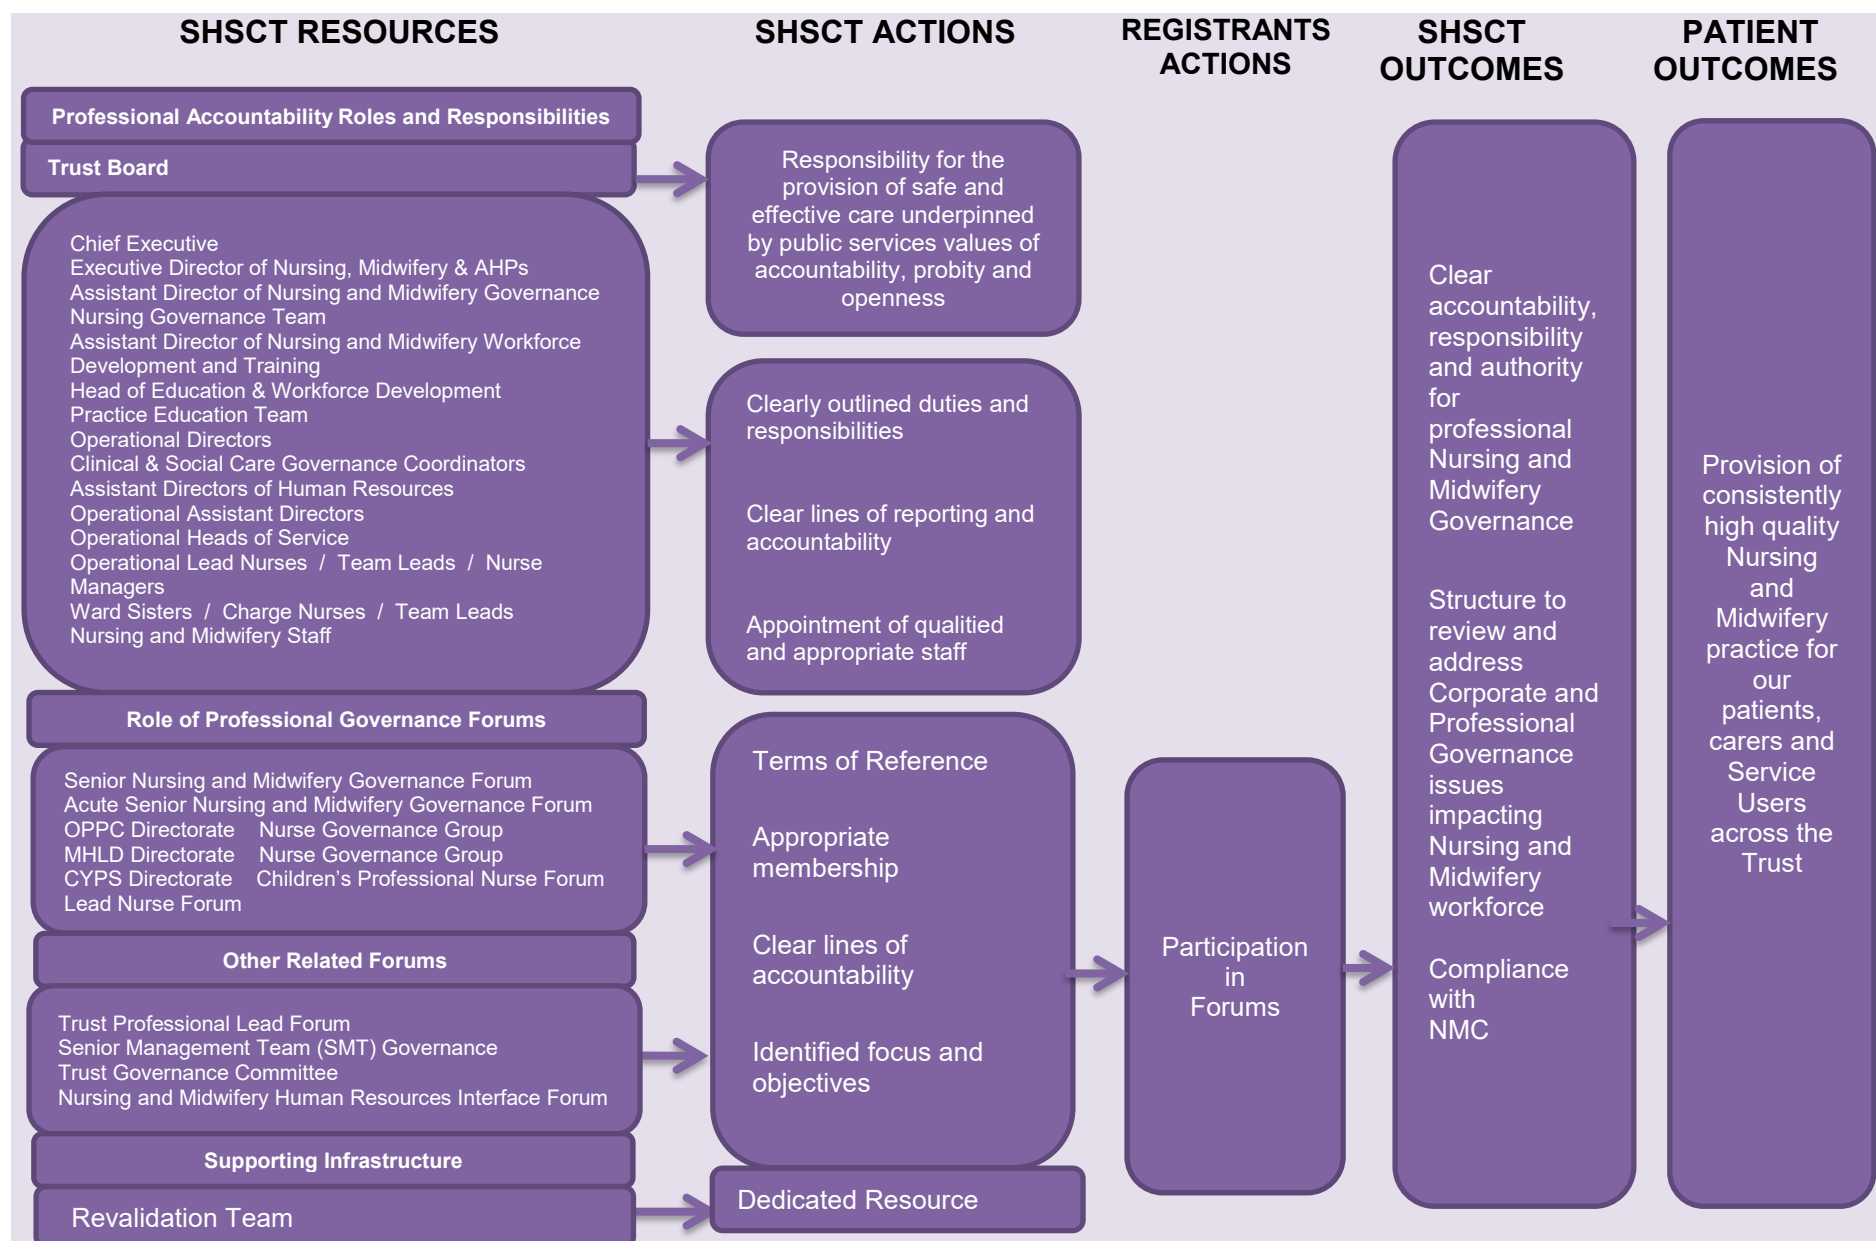 SHSCT RESOURCES
SHSCT ACTIONS
REGISTRANTS
ACTIONS
SHSCT
OUTCOMES
PATIENT
OUTCOMES
Professional Accountability Roles and Responsibilities
Trust Board
Chief Executive
Executive Director of Nursing, Midwifery & AHPs
Assistant Director of Nursing and Midwifery Governance
Nursing Governance Team
Assistant Director of Nursing and Midwifery Workforce
Development and Training
Head of Education & Workforce Development
Practice Education Team
Operational Directors
Clinical & Social Care Governance Coordinators
Assistant Directors of Human Resources
Operational Assistant Directors
Operational Heads of Service
Operational Lead Nurses / Team Leads / Nurse
Managers
Ward Sisters / Charge Nurses / Team Leads
Nursing and Midwifery Staff
Role of Professional Governance Forums
Senior Nursing and Midwifery Governance Forum
Acute Senior Nursing and Midwifery Governance Forum
OPPC Directorate Nurse Governance Group
MHLD Directorate Nurse Governance Group
CYPS Directorate Children’s Professional Nurse Forum
Lead Nurse Forum
Other Related Forums
Trust Professional Lead Forum
Senior Management Team (SMT) Governance
Trust Governance Committee
Nursing and Midwifery Human Resources Interface Forum
Supporting Infrastructure
Revalidation Team
Responsibility for the
provision of safe and
effective care underpinned
by public services values of
accountability, probity and
openness
Clearly outlined duties and
responsibilities
Clear lines of reporting and
accountability
Appointment of qualitied
and appropriate staff
Terms of Reference
Appropriate
membership
Clear lines of
accountability
Identified focus and
objectives
Dedicated Resource
Participation
in
Forums
Clear
accountability,
responsibility
and authority
for
professional
Nursing and
Midwifery
Governance
Structure to
review and
address
Corporate and
Professional
Governance
issues
impacting
Nursing and
Midwifery
workforce
Compliance
with
NMC
Provision of
consistently
high quality
Nursing
and
Midwifery
practice for
our
patients,
carers and
Service
Users
across the
Trust